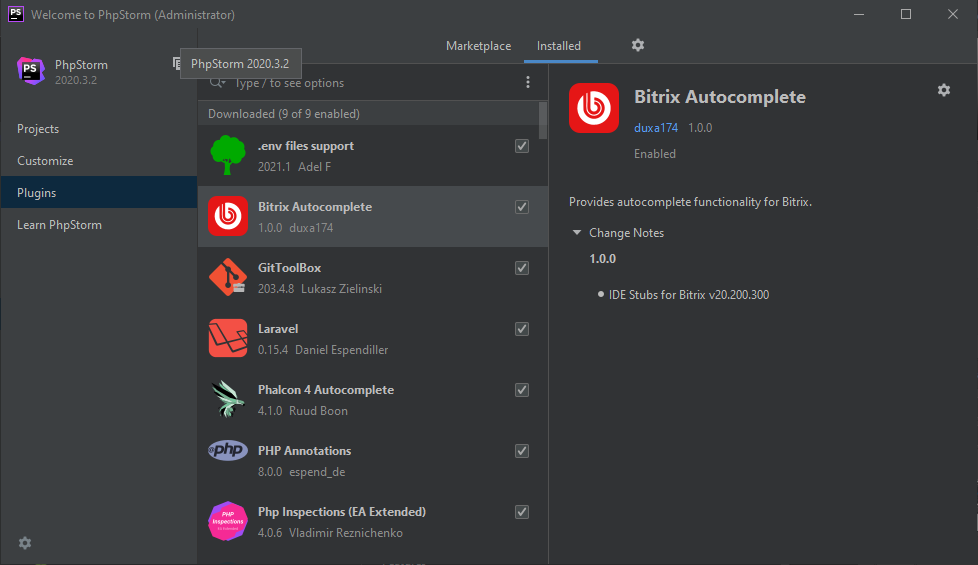 Welcome to PhpStorm (Administrator)
PhpStorm
2020.3.2
PhpStorm 2020.3.2
Projects
Customize
Plugins
Learn PhpStorm
Marketplace
Installed
Type / to see options
Downloaded (9 of 9 enabled)
.env files support
2021.1 Adel F
Bitrix Autocomplete
1.0.0 duxa174
GitToolBox
203.4.8 Lukasz Zielinski
Laravel
0.15.4 Daniel Espendiller
Phalcon 4 Autocomplete
4.1.0 Ruud Boon
php
PHP Annotations
8.0.0 espend_de
PHP
Inspections
Php Inspections (EA Extended)
4.0.6 Vladimir Reznichenko
Bitrix Autocomplete
duxa174 1.0.0
Enabled
Provides autocomplete functionality for Bitrix.
Change Notes
1.0.0
IDE Stubs for Bitrix v20.200.300